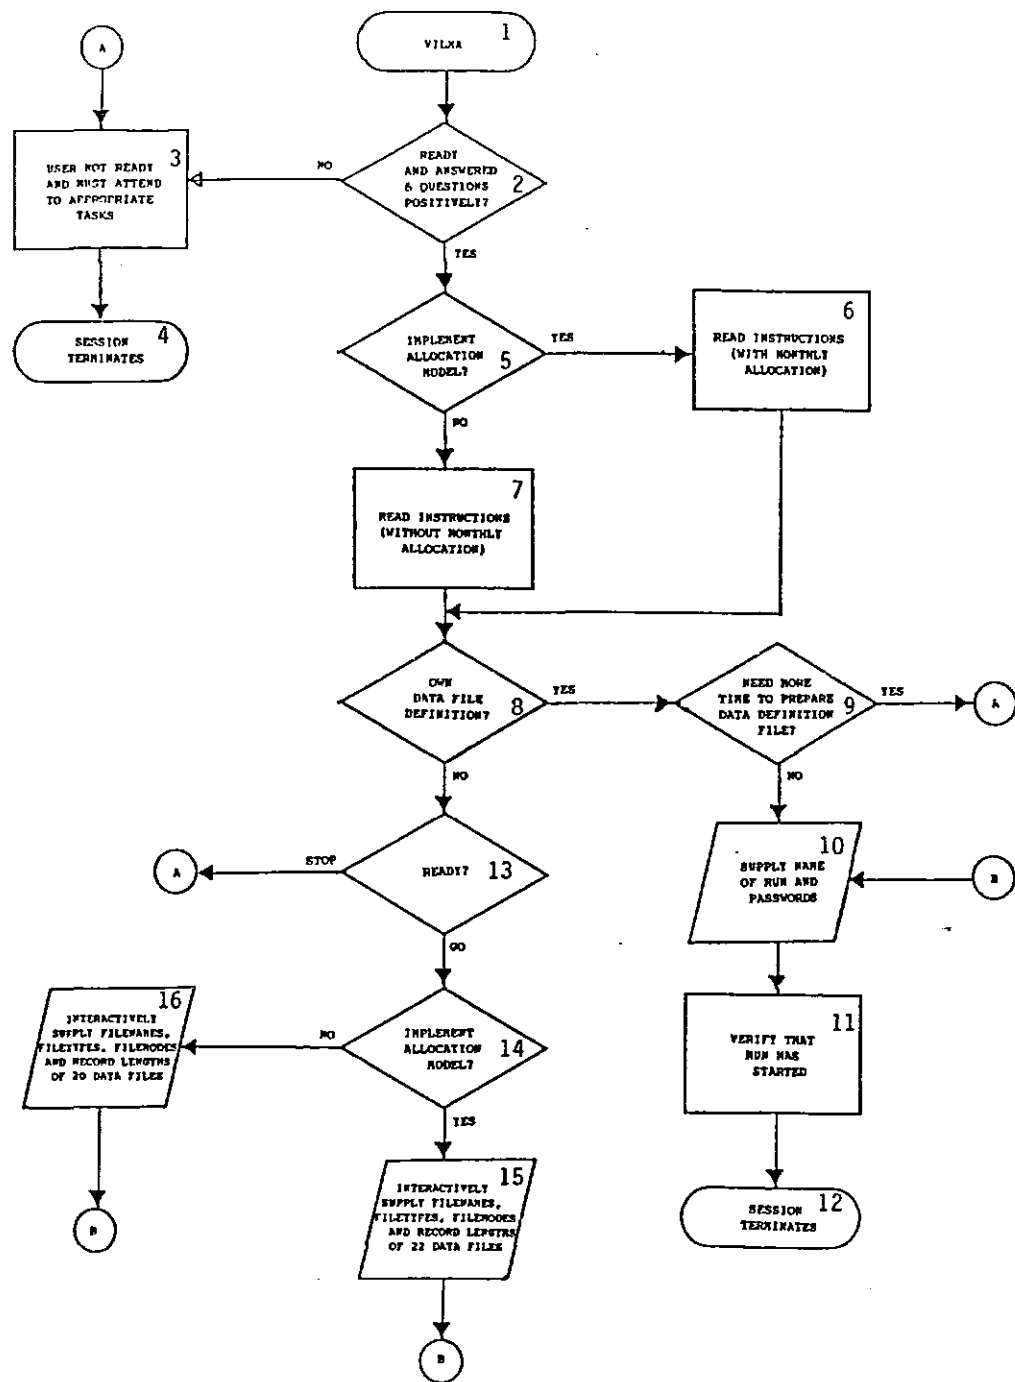 A
VILMA
1
READY
AND ANSWERED
6 QUESTIONS
POSITIVELY?
2
NO
YES
USER NOT READY
AND MUST ATTEND
TO APPROPRIATE
TASKS
3
SESSION
TERMINATES
4
IMPLEMENT
ALLOCATION
MODEL?
5
YES
NO
READ INSTRUCTIONS
(WITH MONTHLY
ALLOCATION)
6
READ INSTRUCTIONS
(WITHOUT MONTHLY
ALLOCATION)
7
OWN
DATA FILE
DEFINITION?
8
YES
NO
NEED MORE
TIME TO PREPARE
DATA DEFINITION
FILE?
9
YES
A
NO
SUPPLY NAME
OF RUN AND
PASSWORDS
10
B
VERIFY THAT
RUN HAS
STARTED
11
SESSION
TERMINATES
12
READY?
13
STOP
A
GO
IMPLEMENT
ALLOCATION
MODEL?
14
NO
YES
INTERACTIVELY
SUPPLY FILENAMES,
FILETYPES, FILEMODES
AND RECORD LENGTHS
OF 22 DATA FILES
15
B
INTERACTIVELY
SUPPLY FILENAMES,
FILETYPES, FILEMODES
AND RECORD LENGTHS
OF 20 DATA FILES
16
B